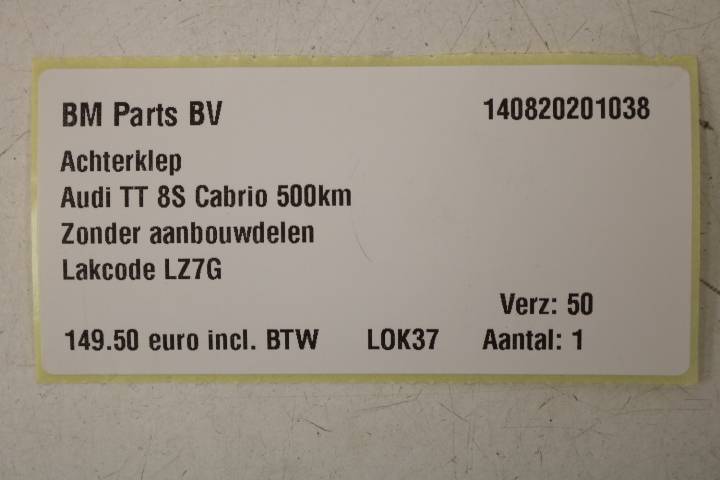 BM Parts BV 140820201038
Achterklep
Audi TT 8S Cabrio 500km
Zonder aanbouwdelen
Lakcode LZ7G
Verz: 50
149.50 euro incl. BTW LOK37 Aantal: 1